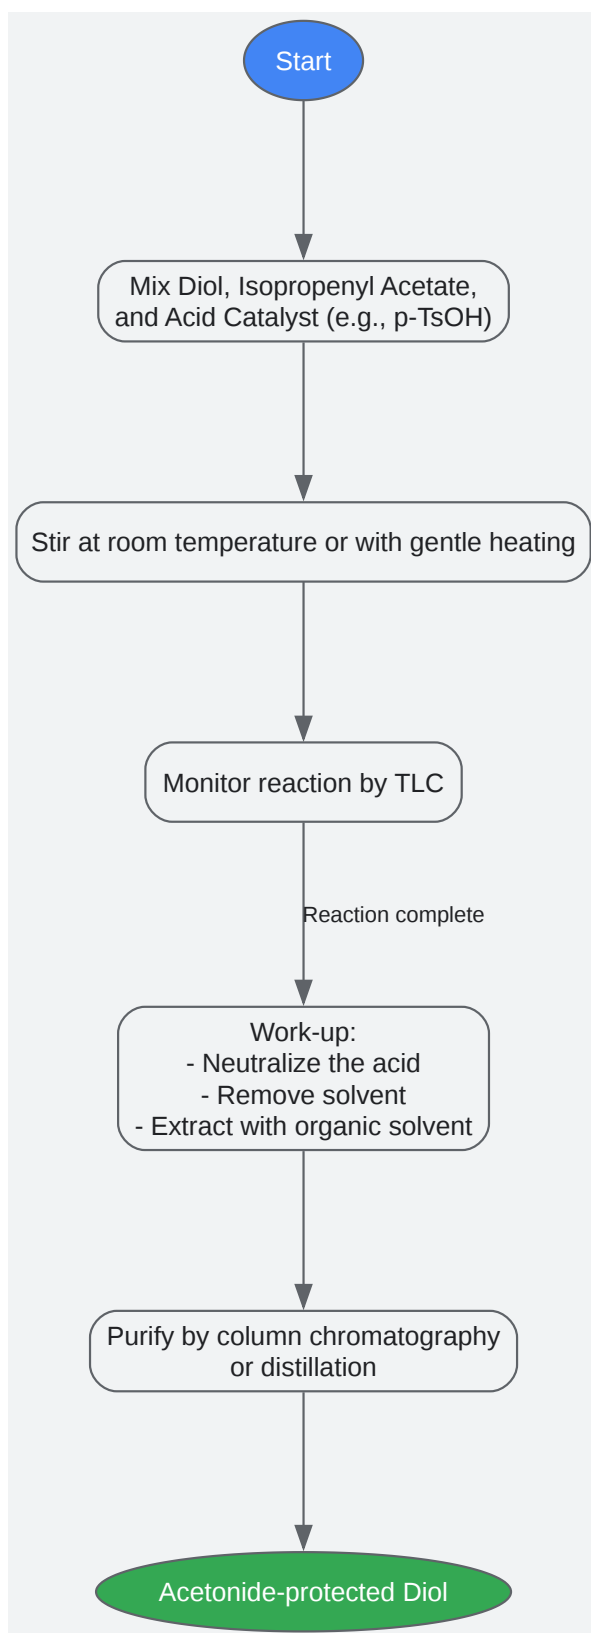 Start
Mix Diol, Isopropenyl Acetate,
and Acid Catalyst (e.g., p-TsOH)
Stir at room temperature or with gentle heating
Monitor reaction by TLC
Reaction complete
Work-up:
- Neutralize the acid
- Remove solvent
- Extract with organic solvent
Purify by column chromatography
or distillation
Acetonide-protected Diol